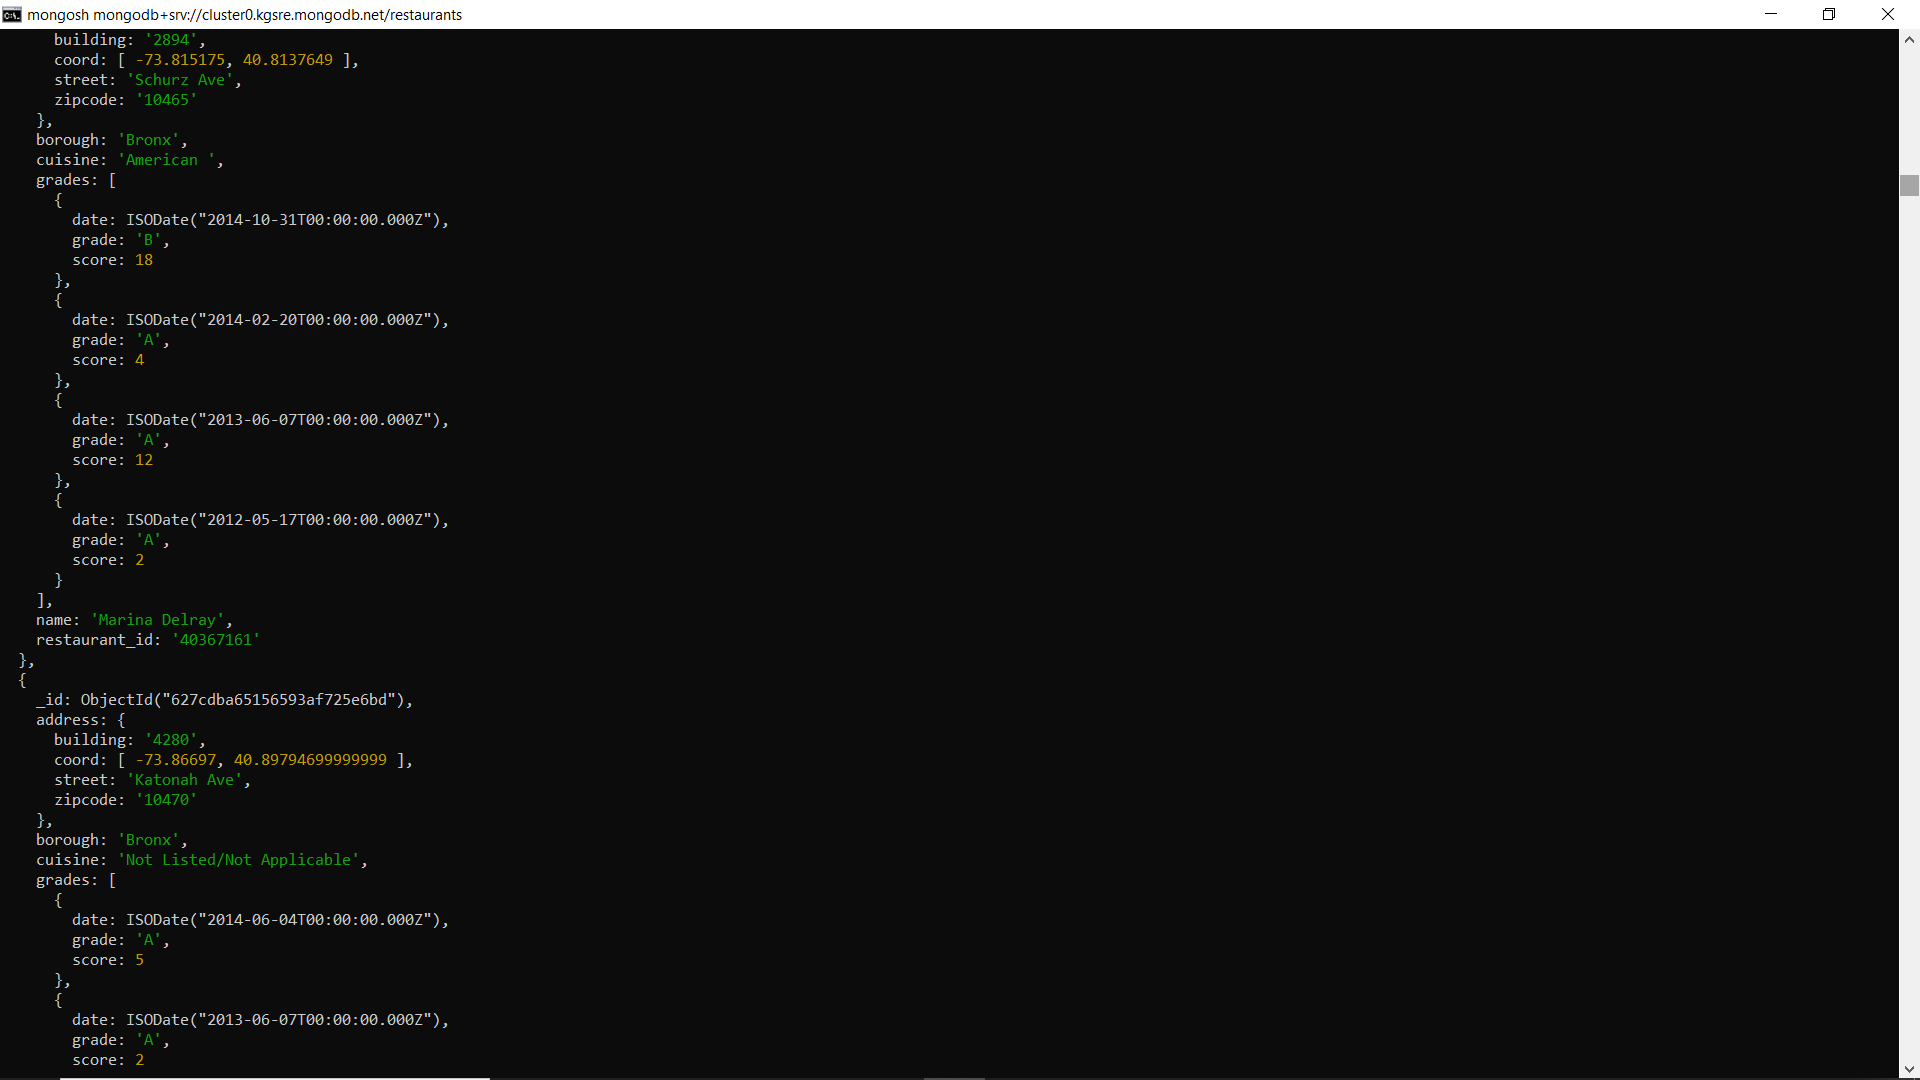 mongosh mongodb+srv://cluster0.kgsre.mongodb.net/restaurants
building: '2894',
coord: [ -73.815175, 40.8137649 ],
street: 'Schurz Ave',
zipcode: '10465'
},
borough: 'Bronx',
cuisine: 'American ',
grades: [
{
date: ISODate("2014-10-31T00:00:00.000Z"),
grade: 'B',
score: 18
},
{
date: ISODate("2014-02-20T00:00:00.000Z"),
grade: 'A',
score: 4
},
{
date: ISODate("2013-06-07T00:00:00.000Z"),
grade: 'A',
score: 12
},
{
date: ISODate("2012-05-17T00:00:00.000Z"),
grade: 'A',
score: 2
}
],
name: 'Marina Delray',
restaurant_id: '40367161'
},
{
_id: ObjectId("627cdba65156593af725e6bd"),
address: {
building: '4280',
coord: [ -73.86697, 40.89794699999999 ],
street: 'Katonah Ave',
zipcode: '10470'
},
borough: 'Bronx',
cuisine: 'Not Listed/Not Applicable',
grades: [
{
date: ISODate("2014-06-04T00:00:00.000Z"),
grade: 'A',
score: 5
},
{
date: ISODate("2013-06-07T00:00:00.000Z"),
grade: 'A',
score: 2